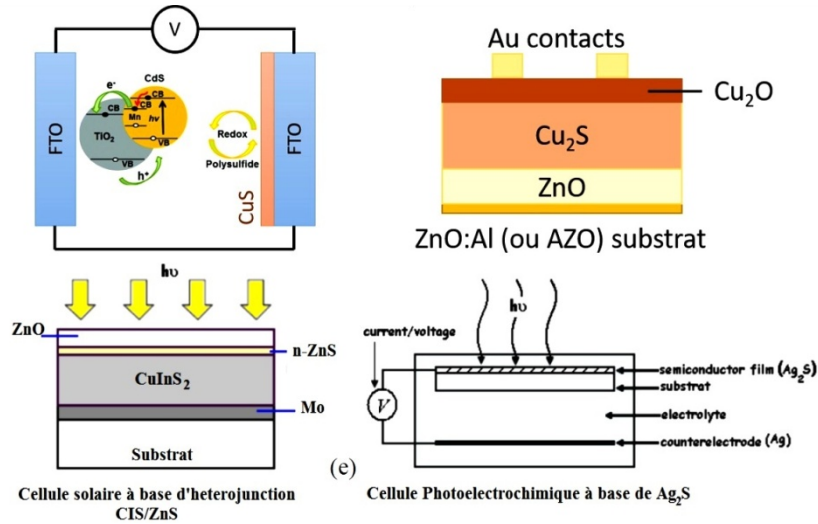 V
FTO
CdS
e-
CB
CB
CB
Mn
hν
TiO2
VB
VB
h+
Redox
Polysulfide
CuS
FTO
Au contacts
Cu2O
Cu2S
ZnO
ZnO:Al (ou AZO) substrat
hυ
ZnO
n-ZnS
CuInS2
Mo
Substrat
Cellule solaire à base d'heterojunction
CIS/ZnS
(e)
hυ
current/voltage
V
semiconductor film (Ag2S)
substrat
electrolyte
counterelectrode (Ag)
Cellule Photoelectrochimique à base de Ag2S